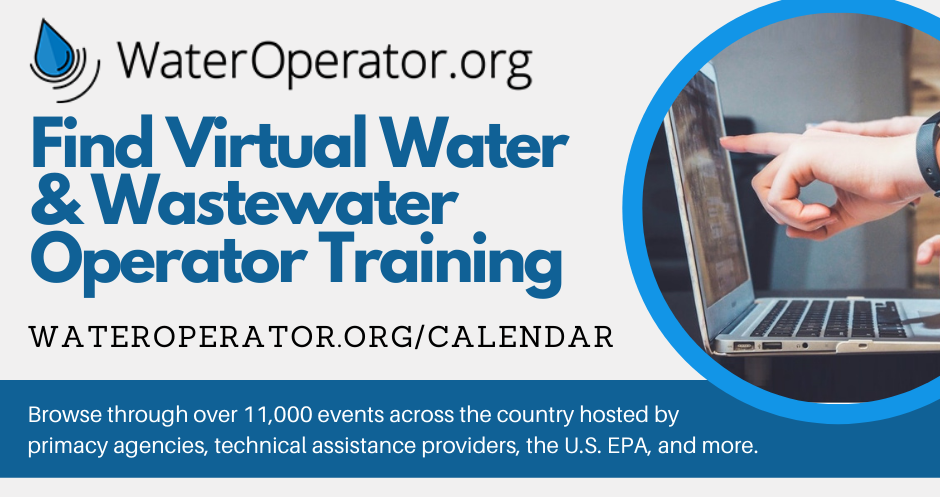 WaterOperator.org
Find Virtual Water
& Wastewater
Operator Training
WATEROPERATOR.ORG/CALENDAR
Browse through over 11,000 events across the country hosted by
primacy agencies, technical assistance providers, the U.S. EPA, and more.